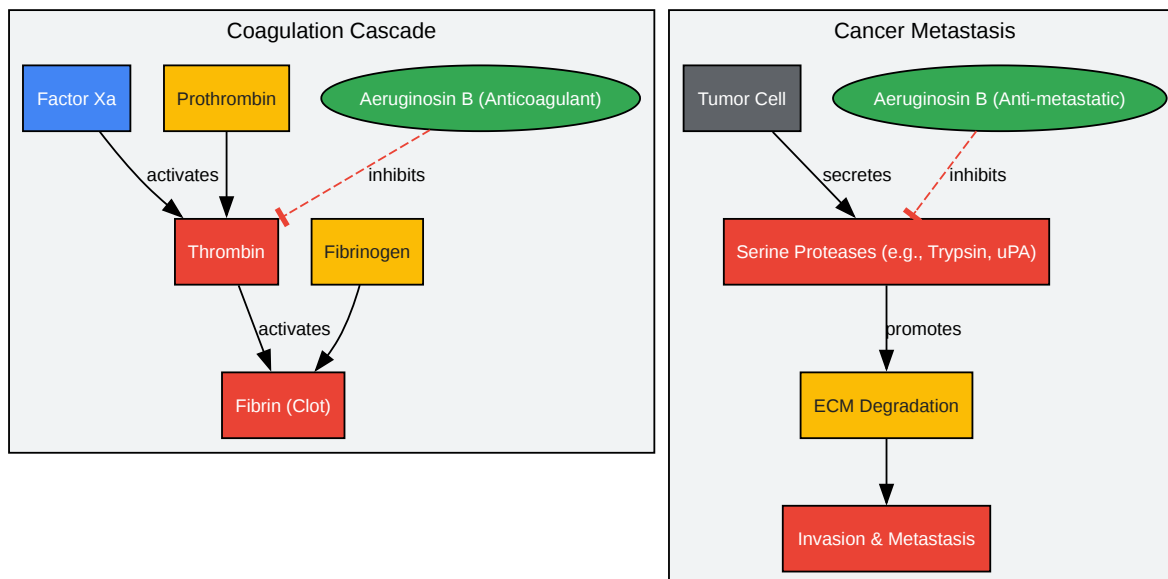 Coagulation Cascade
Factor Xa
Prothrombin
Aeruginosin B (Anticoagulant)
activates
inhibits
Thrombin
Fibrinogen
activates
Fibrin (Clot)
Cancer Metastasis
Tumor Cell
Aeruginosin B (Anti-metastatic)
secretes
inhibits
Serine Proteases (e.g., Trypsin, uPA)
promotes
ECM Degradation
Invasion & Metastasis